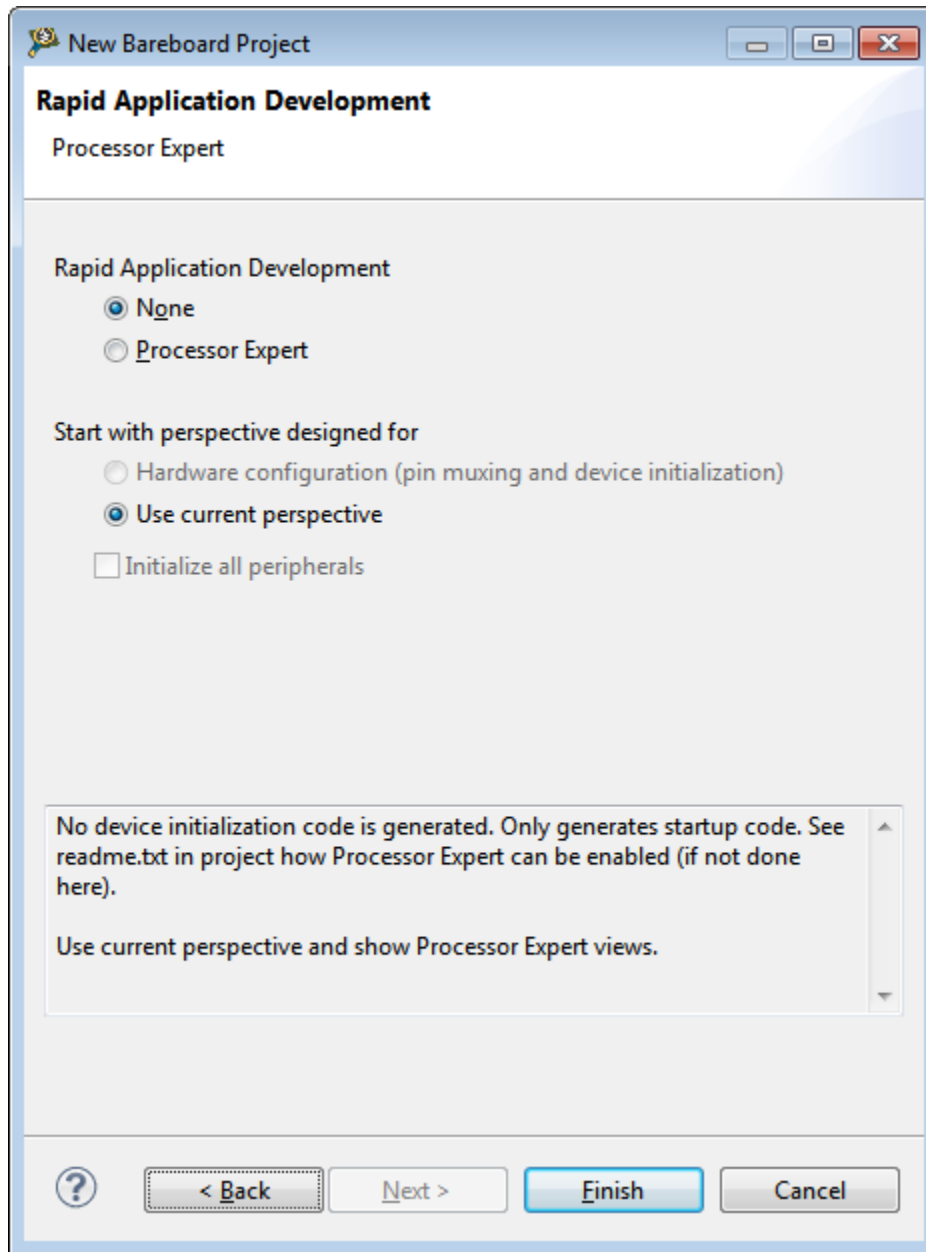 New Bareboard Project
Rapid Application Development
Processor Expert
Rapid Application Development
None
Processor Expert
Start with perspective designed for
Hardware configuration (pin muxing and device initialization)
Use current perspective
Initialize all peripherals
No device initialization code is generated. Only generates startup code. See
readme.txt in project how Processor Expert can be enabled (if not done
here).
Use current perspective and show Processor Expert views.
? < Back Next > Finish Cancel